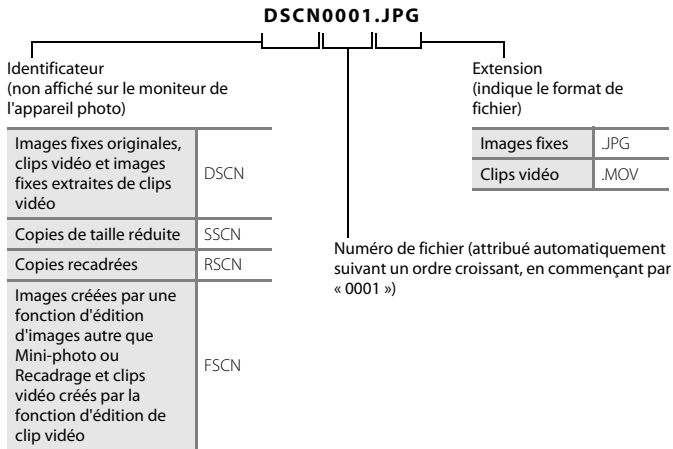 DSCN0001.JPG
Identificateur
(non affiché sur le moniteur de
l'appareil photo)
Images fixes originales,
clips vidéo et images
fixes extraites de clips
vidéo
DSCN
Copies de taille réduite
SSCN
Copies recadrées
RSCN
Images créées par une
fonction d'édition
d'images autre que
Mini-photo ou
Recadrage et clips
vidéo créés par la
fonction d'édition de
clip vidéo
FSCN
Numéro de fichier (attribué automatiquement
suivant un ordre croissant, en commençant par
« 0001 »)
Extension
(indique le format de
fichier)
Images fixes
.JPG
Clips vidéo
.MOV